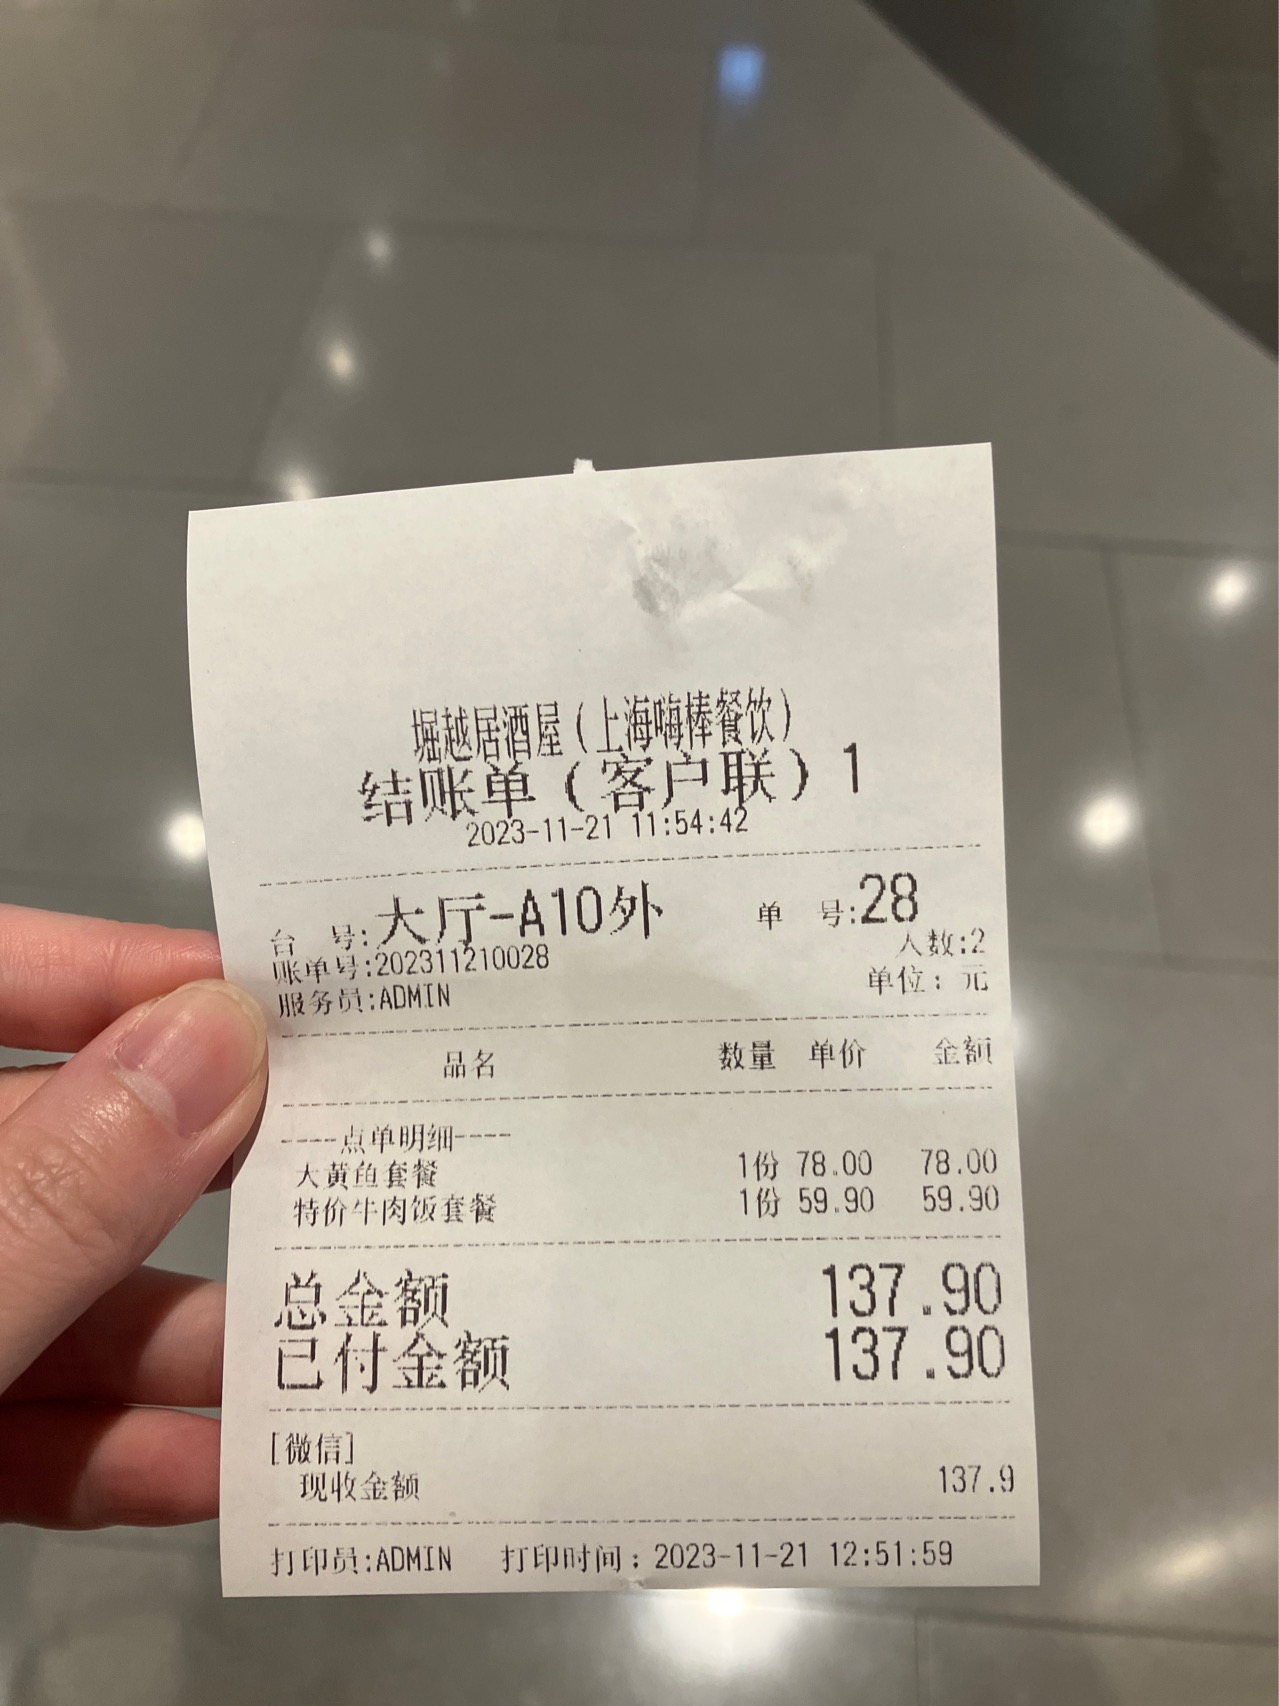 堀越居酒屋(上海嗨棒餐饮)
结账单(客户联)1
2023-11-21 11:54:42
台 号:大厅-A10外 单 号:28
账单号:202311210028 人数:2
服务员:ADMIN 单位: 元
品名 数量 单价 金额
----点单明细----
大黄鱼套餐 1份 78.00 78.00
特价牛肉饭套餐 1份 59.90 59.90
总金额 137.90
已付金额 137.90
[微信]
现收金额 137.9
打印员:ADMIN 打印时间:2023-11-21 12:51:59